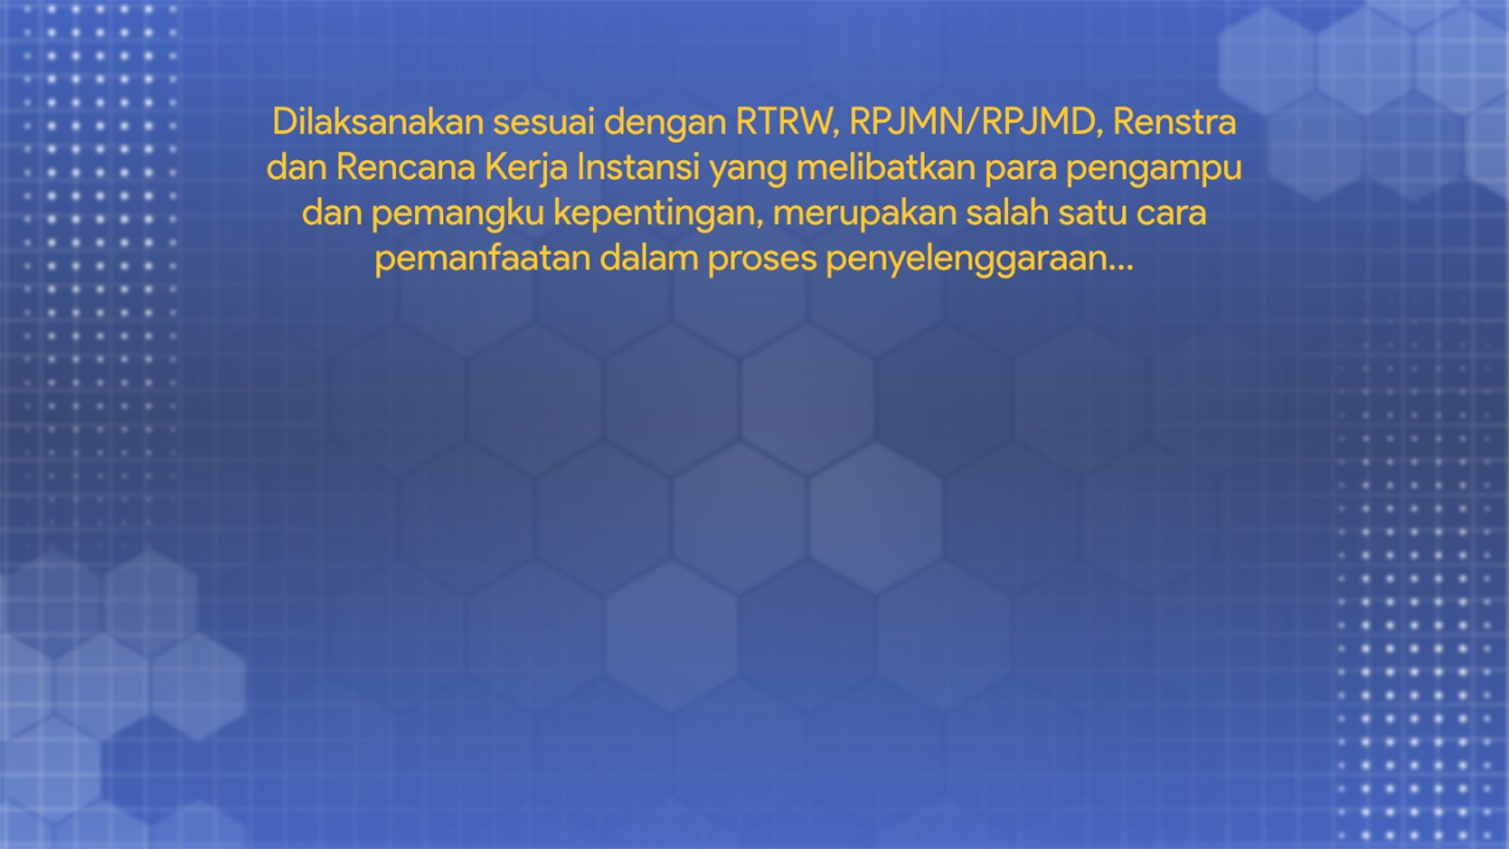 Dilaksanakan sesuai dengan RTRW, RPJMN/RPJMD, Renstra
dan Rencana Kerja Instansi yang melibatkan para pengampu
dan pemangku kepentingan, merupakan salah satu cara
pemanfaatan dalam proses penyelenggaraan...